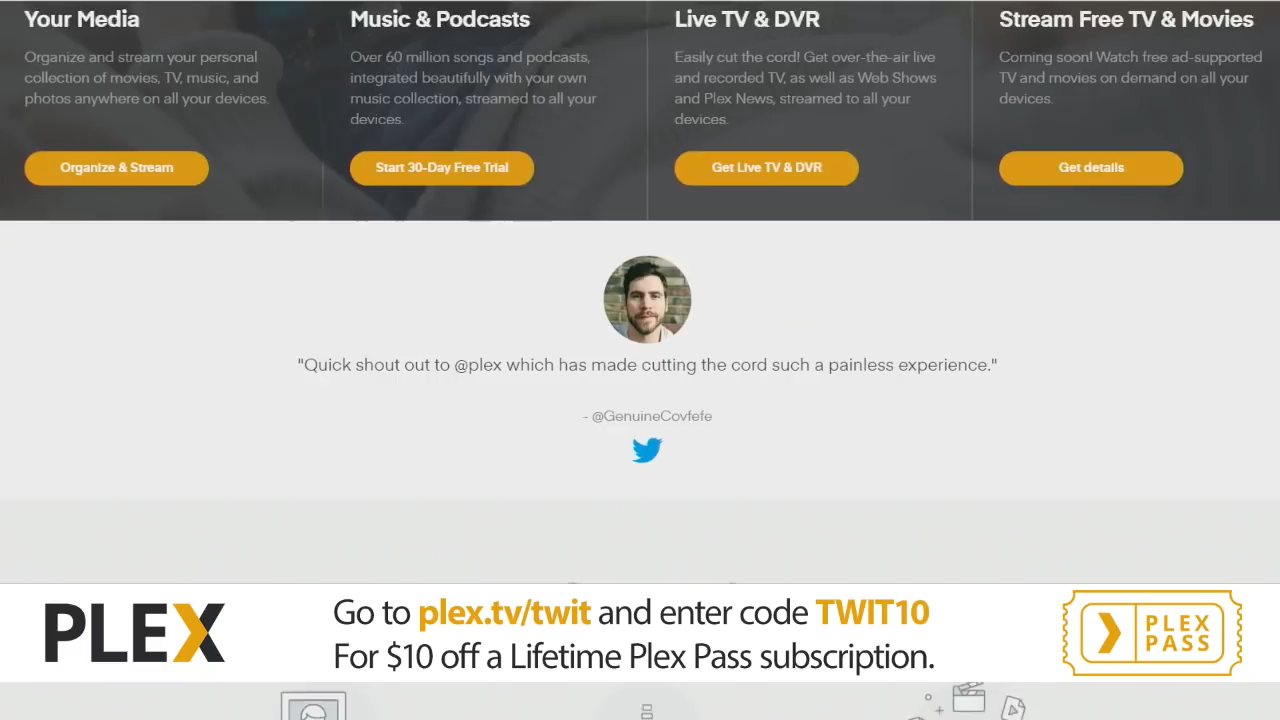 Your Media
Organize and stream your personal
collection of movies, TV, music, and
photos anywhere on all your devices.
Organize & Stream
Music & Podcasts
Over 60 million songs and podcasts,
integrated beautifully with your own
music collection, streamed to all your
devices.
Start 30-Day Free Trial
Live TV & DVR
Easily cut the cord! Get over-the-air live
and recorded TV, as well as Web Shows
and Plex News, streamed to all your
devices.
Get Live TV & DVR
Stream Free TV & Movies
Coming soon! Watch free ad-supported
TV and movies on demand on all your
devices.
Get details
"Quick shout out to @plex which has made cutting the cord such a painless experience."
- @GenuineCovfefe
PLEX
Go to plex.tv/twit and enter code TWIT10
For $10 off a Lifetime Plex Pass subscription.
PLEX
PASS